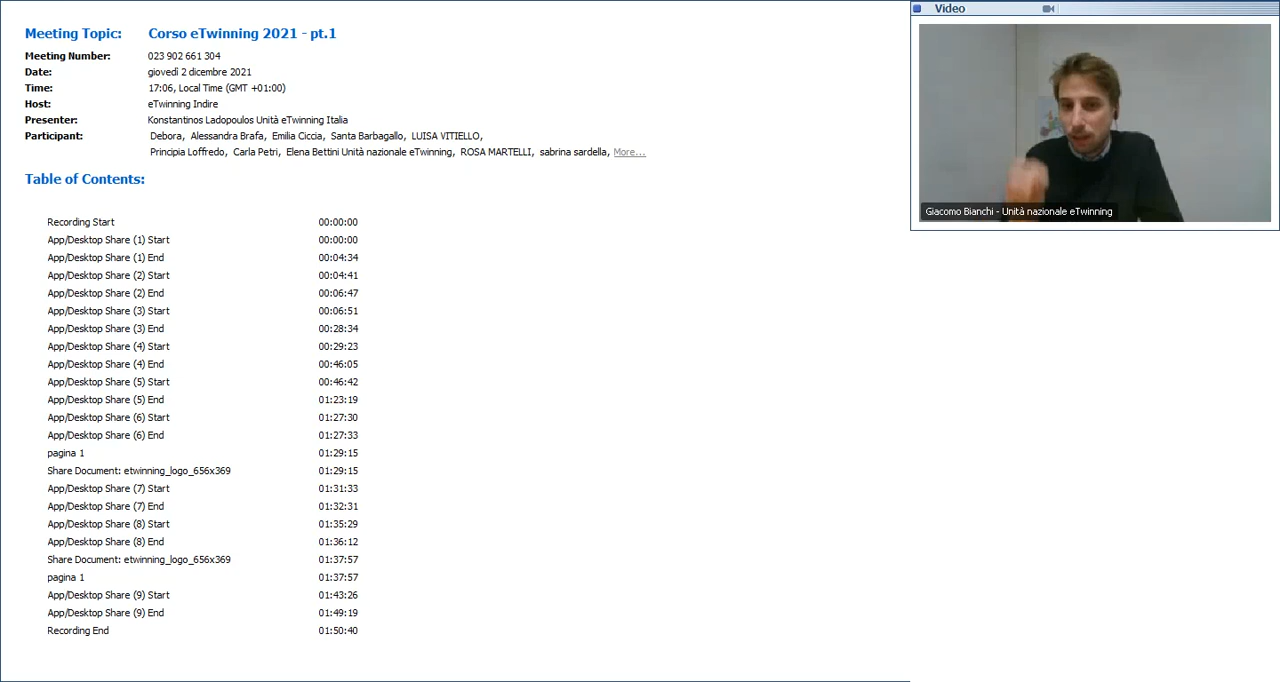 Meeting Topic: Corso eTwinning 2021 - pt.1
Meeting Number: 023 902 661 304
Date: giovedì 2 dicembre 2021
Time: 17:06, Local Time (GMT +01:00)
Host: eTwinning Indire
Presenter: Konstantinos Ladopoulos Unità eTwinning Italia
Participant: Debora, Alessandra Brafa, Emilia Ciccia, Santa Barbagallo, LUISA VITIELLO,
Principia Loffredo, Carla Petri, Elena Bettini Unità nazionale eTwinning, ROSA MARTELLI, sabrina sardella, More...
Table of Contents:
Recording Start 00:00:00
App/Desktop Share (1) Start 00:00:00
App/Desktop Share (1) End 00:04:34
App/Desktop Share (2) Start 00:04:41
App/Desktop Share (2) End 00:06:47
App/Desktop Share (3) Start 00:06:51
App/Desktop Share (3) End 00:28:34
App/Desktop Share (4) Start 00:29:23
App/Desktop Share (4) End 00:46:05
App/Desktop Share (5) Start 00:46:42
App/Desktop Share (5) End 01:23:19
App/Desktop Share (6) Start 01:27:30
App/Desktop Share (6) End 01:27:33
pagina 1 01:29:15
Share Document: etwinning_logo_656x369 01:29:15
App/Desktop Share (7) Start 01:31:33
App/Desktop Share (7) End 01:32:31
App/Desktop Share (8) Start 01:35:29
App/Desktop Share (8) End 01:36:12
Share Document: etwinning_logo_656x369 01:37:57
pagina 1 01:37:57
App/Desktop Share (9) Start 01:43:26
App/Desktop Share (9) End 01:49:19
Recording End 01:50:40
Video
Giacomo Bianchi - Unità nazionale eTwinning